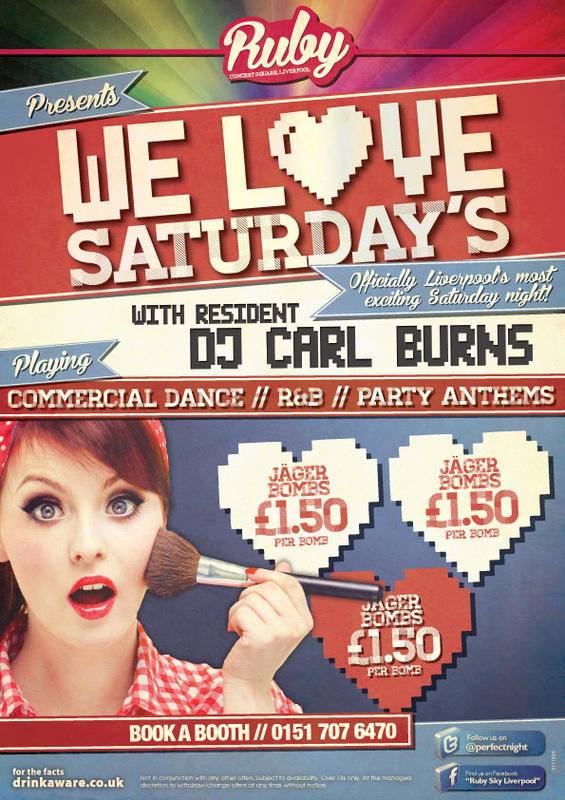 Ruby
CONCERT SQUARE, LIVERPOOL
Presents
WE L VE
SATURDAY'S
Officially Liverpool's most
exciting Saturday night!
WITH RESIDENT
DJ CARL BURNS
Playing
COMMERCIAL DANCE // R&B // PARTY ANTHEMS
JÄGER
BOMBS
£1.50
PER BOMB
JÄGER
BOMBS
£1.50
PER BOMB
JÄGER
BOMBS
£1.50
PER BOMB
BOOK A BOOTH // 0151 707 6470
Follow us on
@perfectnight
Find us on Facebook
"Ruby Sky Liverpool"
for the facts
drinkaware.co.uk
Not in conjunction with any other offers. Subject to availability. Over 18s only. All the managers
discretion to withdraw/change offers at any time, without notice.